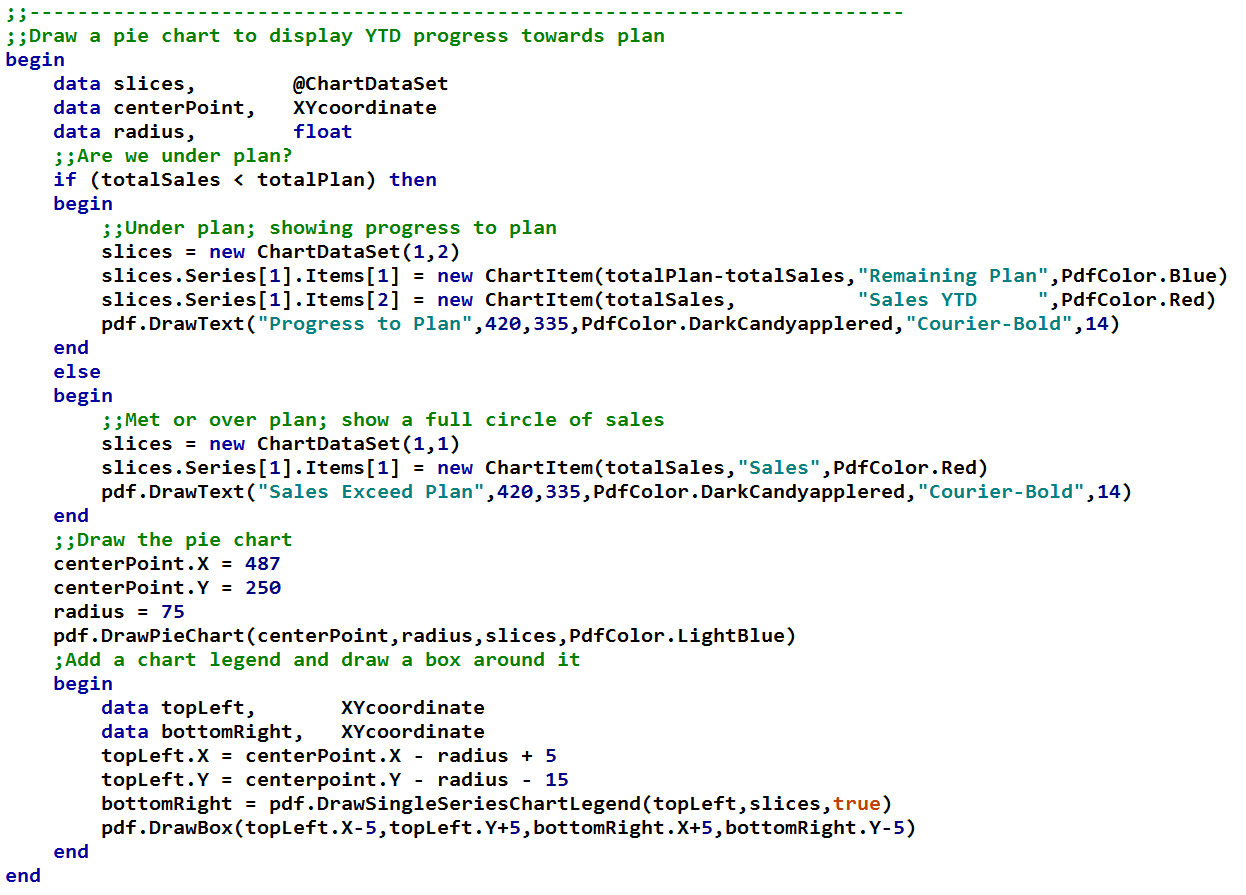 ;;-------------------------------------------------------------------------
;;Draw a pie chart to display YTD progress towards plan
begin
    data slices,        @ChartDataSet
    data centerPoint,   XYcoordinate
    data radius,        float
    ;;Are we under plan?
    if (totalSales < totalPlan) then
    begin
        ;;Under plan; showing progress to plan
        slices = new ChartDataSet(1,2)
        slices.Series[1].Items[1] = new ChartItem(totalPlan-totalSales,"Remaining Plan",PdfColor.Blue)
        slices.Series[1].Items[2] = new ChartItem(totalSales,          "Sales YTD     ",PdfColor.Red)
        pdf.DrawText("Progress to Plan",420,335,PdfColor.DarkCandyapplered,"Courier-Bold",14)
    end
    else
    begin
        ;;Met or over plan; show a full circle of sales
        slices = new ChartDataSet(1,1)
        slices.Series[1].Items[1] = new ChartItem(totalSales,"Sales",PdfColor.Red)
        pdf.DrawText("Sales Exceed Plan",420,335,PdfColor.DarkCandyapplered,"Courier-Bold",14)
    end
    ;;Draw the pie chart
    centerPoint.X = 487
    centerPoint.Y = 250
    radius = 75
    pdf.DrawPieChart(centerPoint,radius,slices,PdfColor.LightBlue)
    ;Add a chart legend and draw a box around it
    begin
        data topLeft,       XYcoordinate
        data bottomRight,   XYcoordinate
        topLeft.X = centerPoint.X - radius + 5
        topLeft.Y = centerpoint.Y - radius - 15
        bottomRight = pdf.DrawSingleSeriesChartLegend(topLeft,slices,true)
        pdf.DrawBox(topLeft.X-5,topLeft.Y+5,bottomRight.X+5,bottomRight.Y-5)
    end
end